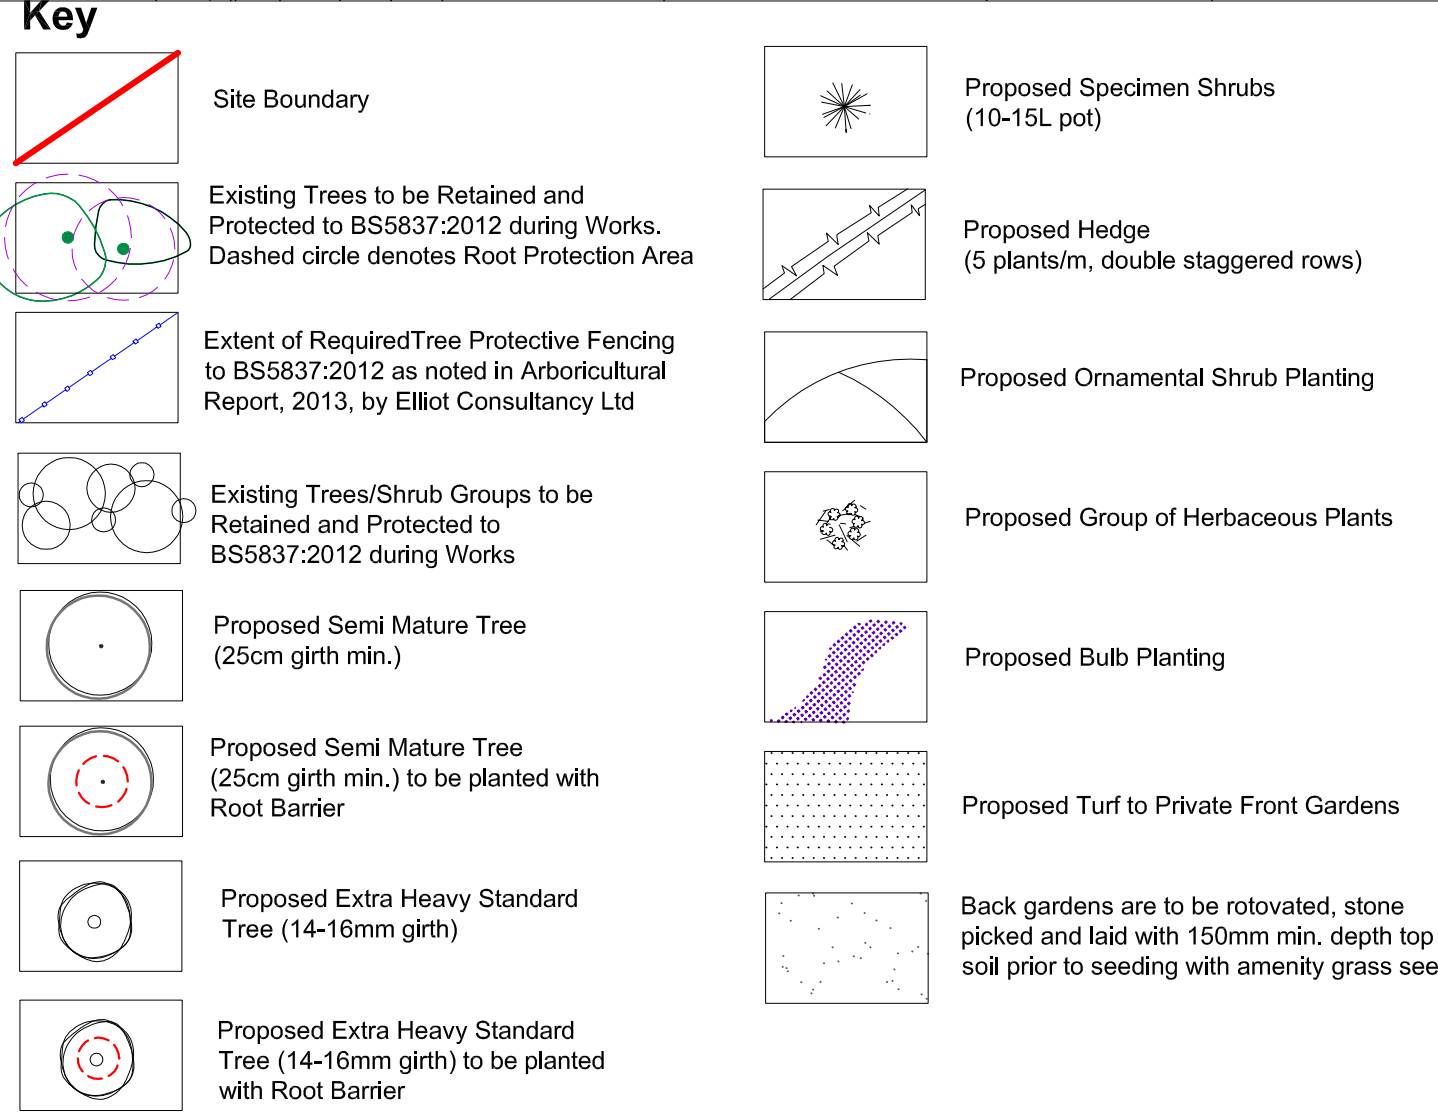 Key
Site Boundary
Existing Trees to be Retained and
Protected to BS5837:2012 during Works.
Dashed circle denotes Root Protection Area
Extent of RequiredTree Protective Fencing
to BS5837:2012 as noted in Arboricultural
Report, 2013, by Elliot Consultancy Ltd
Existing Trees/Shrub Groups to be
Retained and Protected to
BS5837:2012 during Works
Proposed Semi Mature Tree
(25cm girth min.)
Proposed Semi Mature Tree
(25cm girth min.) to be planted with
Root Barrier
Proposed Extra Heavy Standard
Tree (14-16mm girth)
Proposed Extra Heavy Standard
Tree (14-16mm girth) to be planted
with Root Barrier
Proposed Specimen Shrubs
(10-15L pot)
Proposed Hedge
(5 plants/m, double staggered rows)
Proposed Ornamental Shrub Planting
Proposed Group of Herbaceous Plants
Proposed Bulb Planting
Proposed Turf to Private Front Gardens
Back gardens are to be rotovated, stone
picked and laid with 150mm min. depth top
soil prior to seeding with amenity grass see